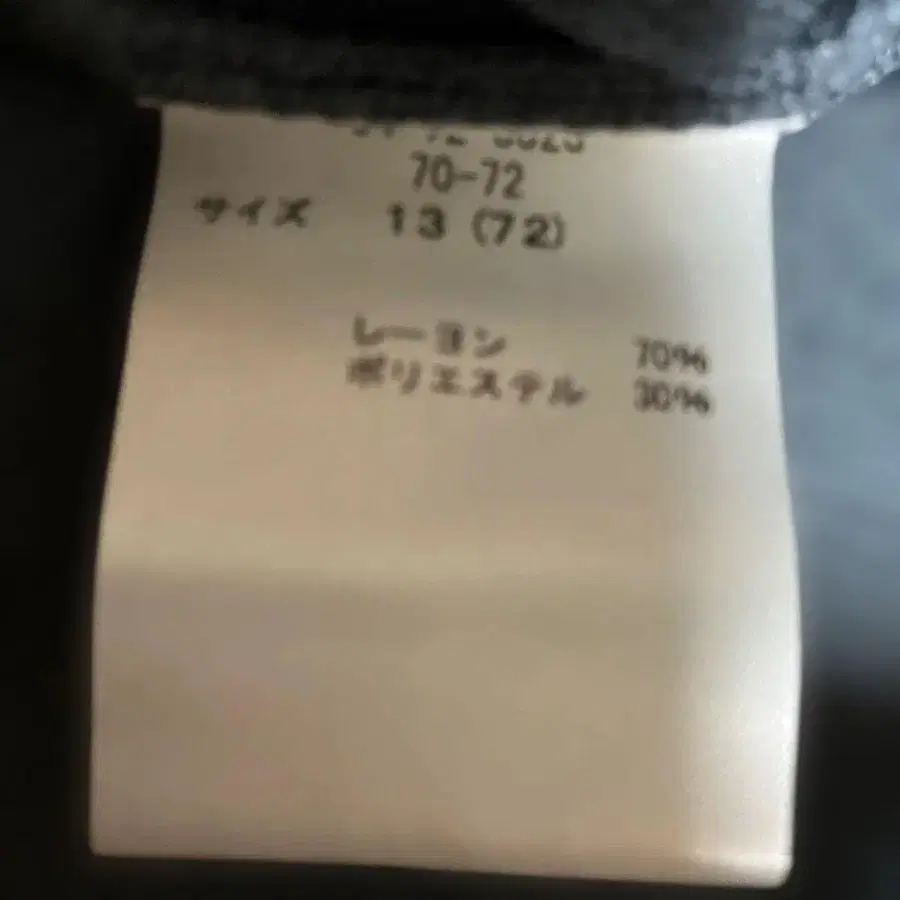 70-72
サイズ 13 (72)
レーヨン 70%
ポリエステル 30%